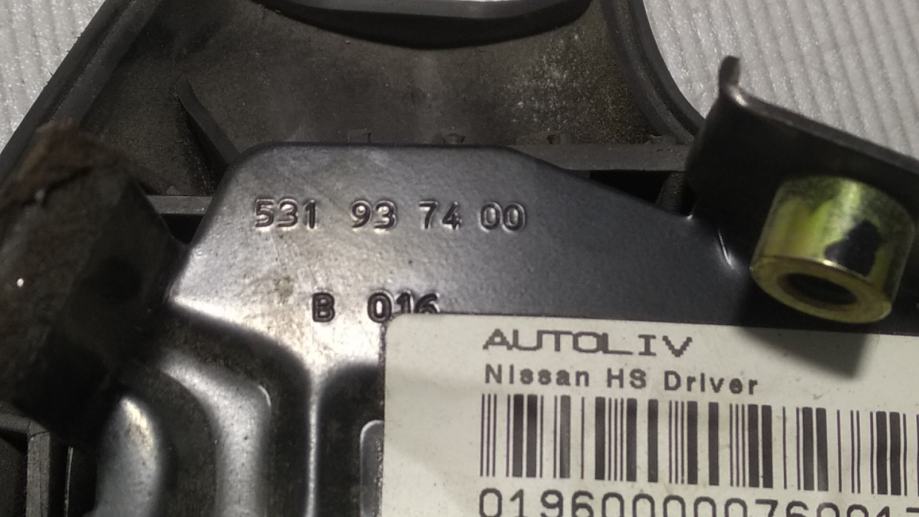 531 93 74 00
B 016
AUTOLIV
Nissan HS Driver